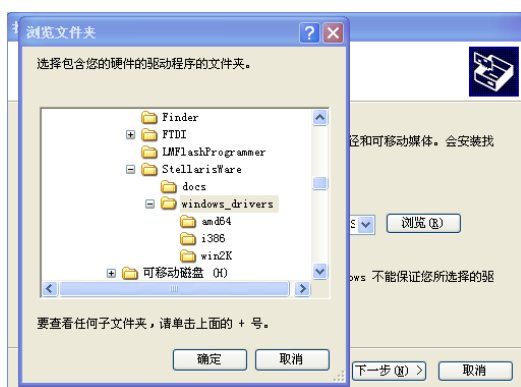 浏览文件夹
选择包含您的硬件的驱动程序的文件夹。
Finder
FTDI
LMFlashProgrammer
StellarisWare
docs
windows_drivers
amd64
i386
win2K
可移动磁盘 (H)
要查看任何子文件夹，请单击上面的 + 号。
确定
取消
径和可移动媒体。会安装找
浏览(R)
ows 不能保证您所选择的驱
下一步(N) >
取消